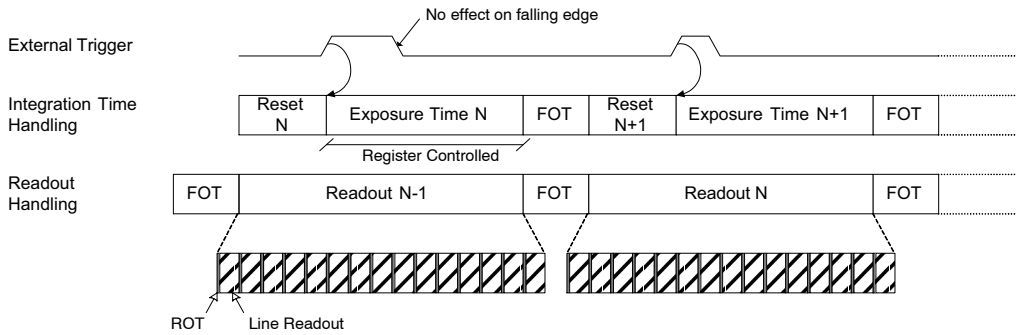 No effect on falling edge
External Trigger
Integration Time
Handling
Reset
N
Exposure Time N
FOT
Reset
N+1
Exposure Time N+1
FOT
Register Controlled
Readout
Handling
FOT
Readout N-1
FOT
Readout N
FOT
ROT
Line Readout